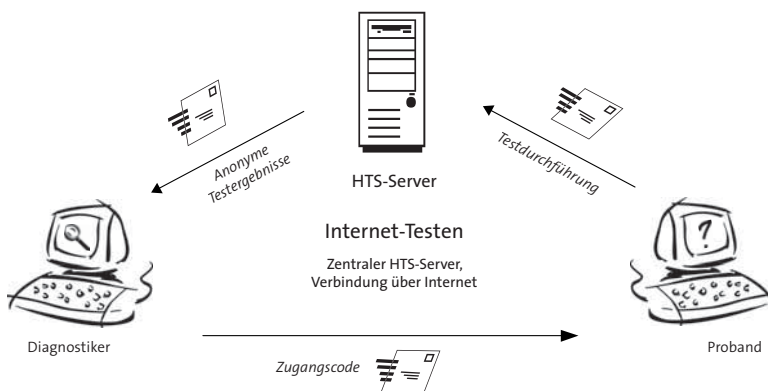 Anonyme
Testergebnisse
Testdurchführung
HTS-Server
Internet-Testen
Zentraler HTS-Server,
Verbindung über Internet
?
Diagnostiker
Proband
Zugangscode